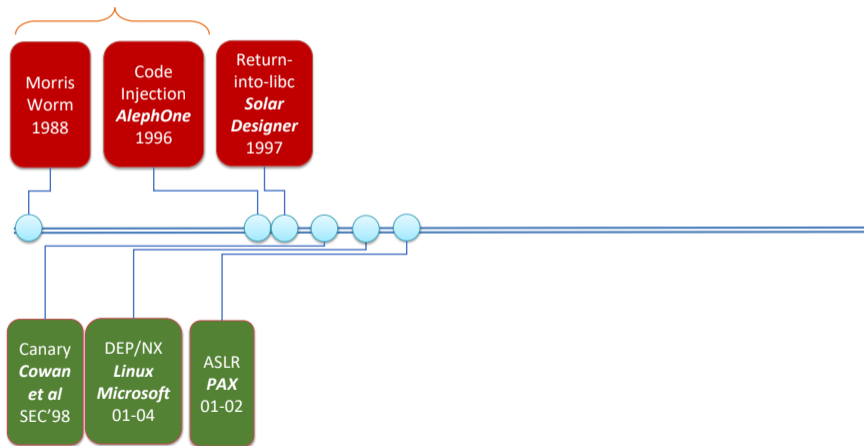 Morris
Worm
1988
Code
Injection
AlephOne
1996
Return-
into-libc
Solar
Designer
1997
Canary
Cowan
et al
SEC’98
DEP/NX
Linux
Microsoft
01-04
ASLR
PAX
01-02